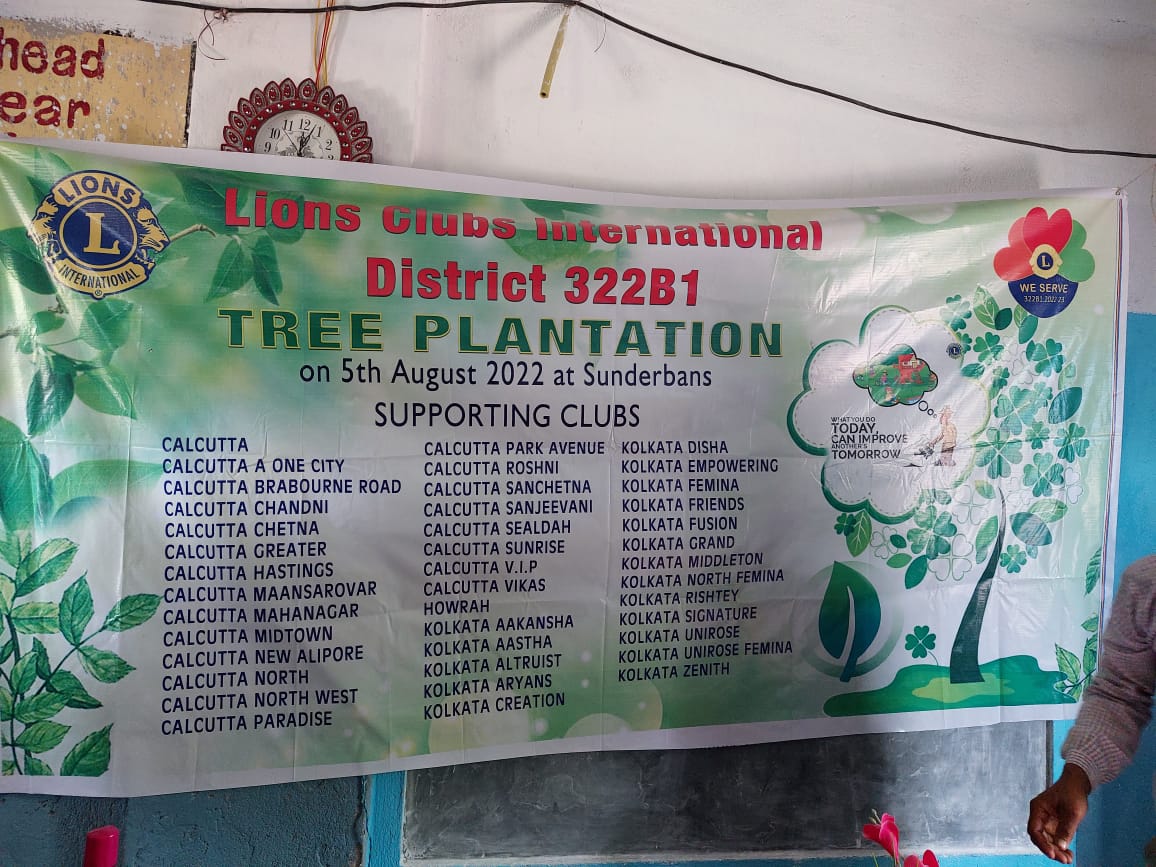 head
ear
10 11 12 1
LIONS
L
INTERNATIONAL
Lions Clubs International
District 322B1
TREE PLANTATION
on 5th August 2022 at Sunderbans
SUPPORTING CLUBS
CALCUTTA
CALCUTTA A ONE CITY
CALCUTTA BRABOURNE ROAD
CALCUTTA CHANDNI
CALCUTTA CHETNA
CALCUTTA GREATER
CALCUTTA HASTINGS
CALCUTTA MAANSAROVAR
CALCUTTA MAHANAGAR
CALCUTTA MIDTOWN
CALCUTTA NEW ALIPORE
CALCUTTA NORTH
CALCUTTA NORTH WEST
CALCUTTA PARADISE
CALCUTTA PARK AVENUE
CALCUTTA ROSHNI
CALCUTTA SANCHETNA
CALCUTTA SANJEEVANI
CALCUTTA SEALDAH
CALCUTTA SUNRISE
CALCUTTA V.I.P
CALCUTTA VIKAS
HOWRAH
KOLKATA AAKANSHA
KOLKATA AASTHA
KOLKATA ALTRUIST
KOLKATA ARYANS
KOLKATA CREATION
KOLKATA DISHA
KOLKATA EMPOWERING
KOLKATA FEMINA
KOLKATA FRIENDS
KOLKATA FUSION
KOLKATA GRAND
KOLKATA MIDDLETON
KOLKATA NORTH FEMINA
KOLKATA RISHTEY
KOLKATA SIGNATURE
KOLKATA UNIROSE
KOLKATA UNIROSE FEMINA
KOLKATA ZENITH
L
WE SERVE
322B1.2022-23
WHAT YOU DO
TODAY,
CAN IMPROVE
ANOTHER'S
TOMORROW